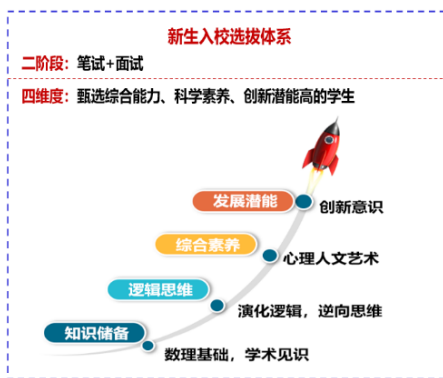 新生入校选拔体系
二阶段：笔试+面试
四维度：甄选综合能力、科学素养、创新潜能高的学生
发展潜能
创新意识
综合素养
心理人文艺术
逻辑思维
演化逻辑，逆向思维
知识储备
数理基础，学术见识